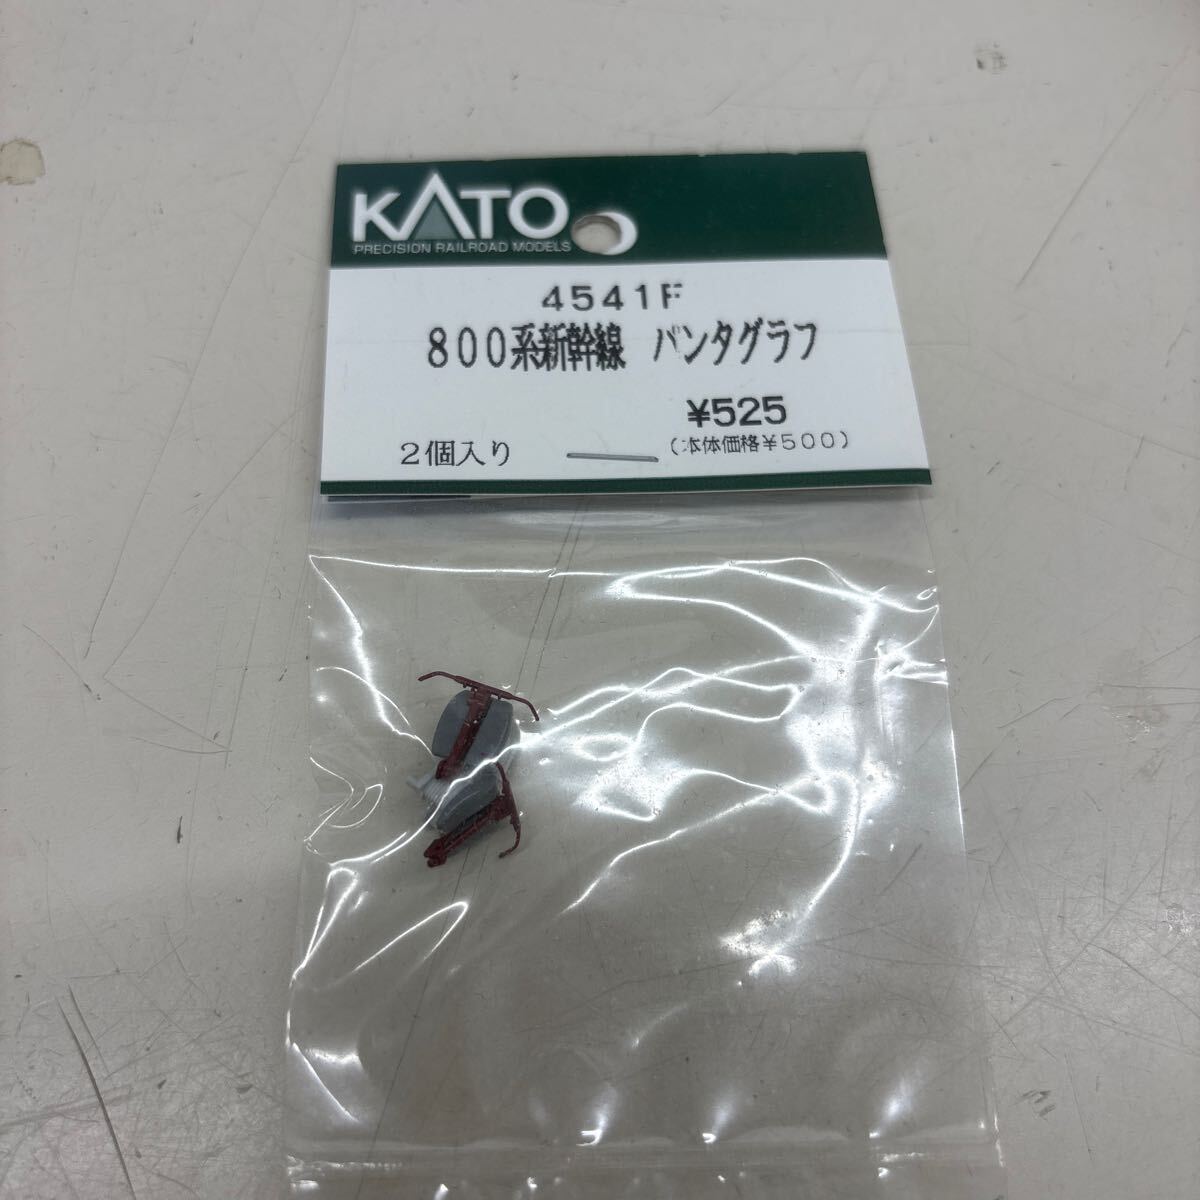 KATO
PRECISION RAILROAD MODELS
4541F
800系新幹線 パンタグラフ
¥525
2個入り (本体価格¥500)